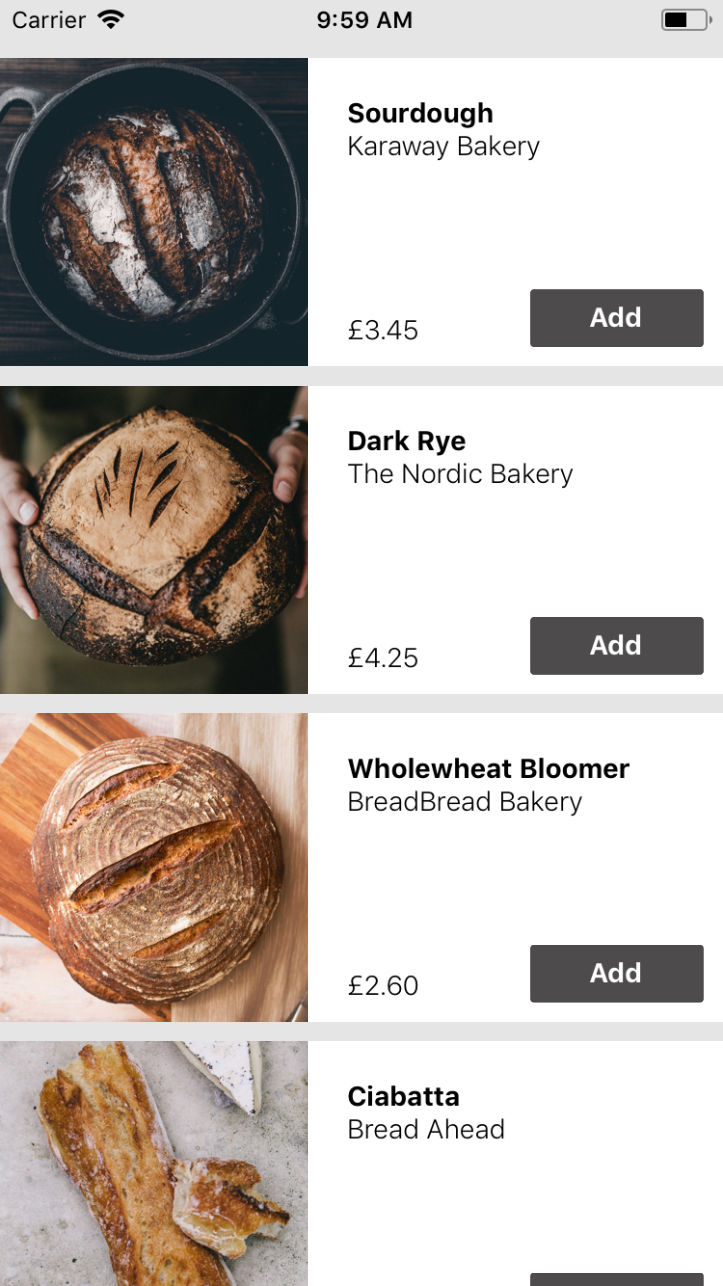 Carrier
9:59 AM
Sourdough
Karaway Bakery
£3.45
Add
Dark Rye
The Nordic Bakery
£4.25
Add
Wholewheat Bloomer
BreadBread Bakery
£2.60
Add
Ciabatta
Bread Ahead